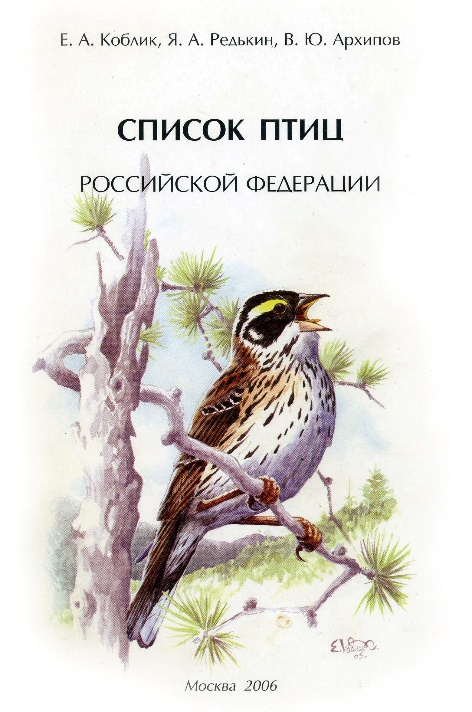 Е. А. Коблик, Я. А. Редькин, В. Ю. Архипов
СПИСОК ПТИЦ
РОССИЙСКОЙ ФЕДЕРАЦИИ
Москва 2006